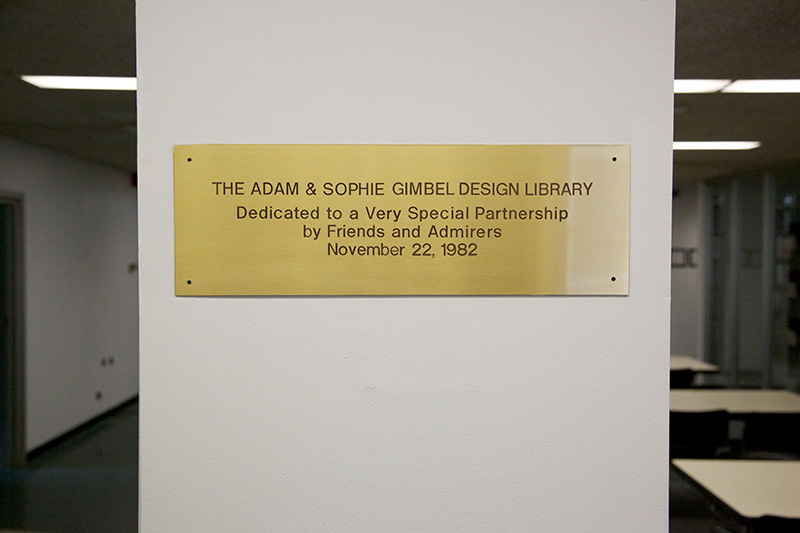 THE ADAM & SOPHIE GIMBEL DESIGN LIBRARY
Dedicated to a Very Special Partnership
by Friends and Admirers
November 22, 1982